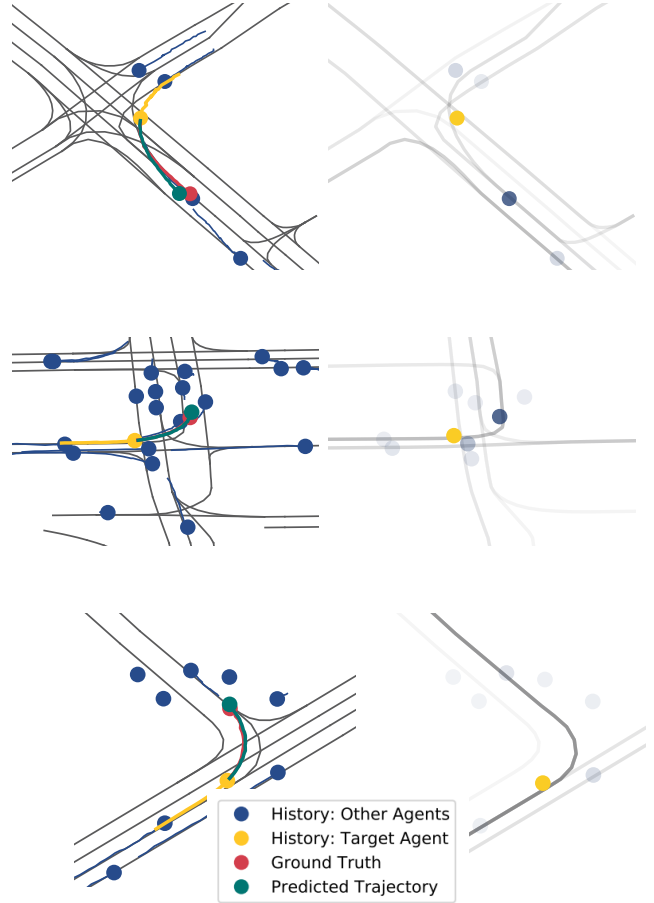 History: Other Agents
History: Target Agent
Ground Truth
Predicted Trajectory